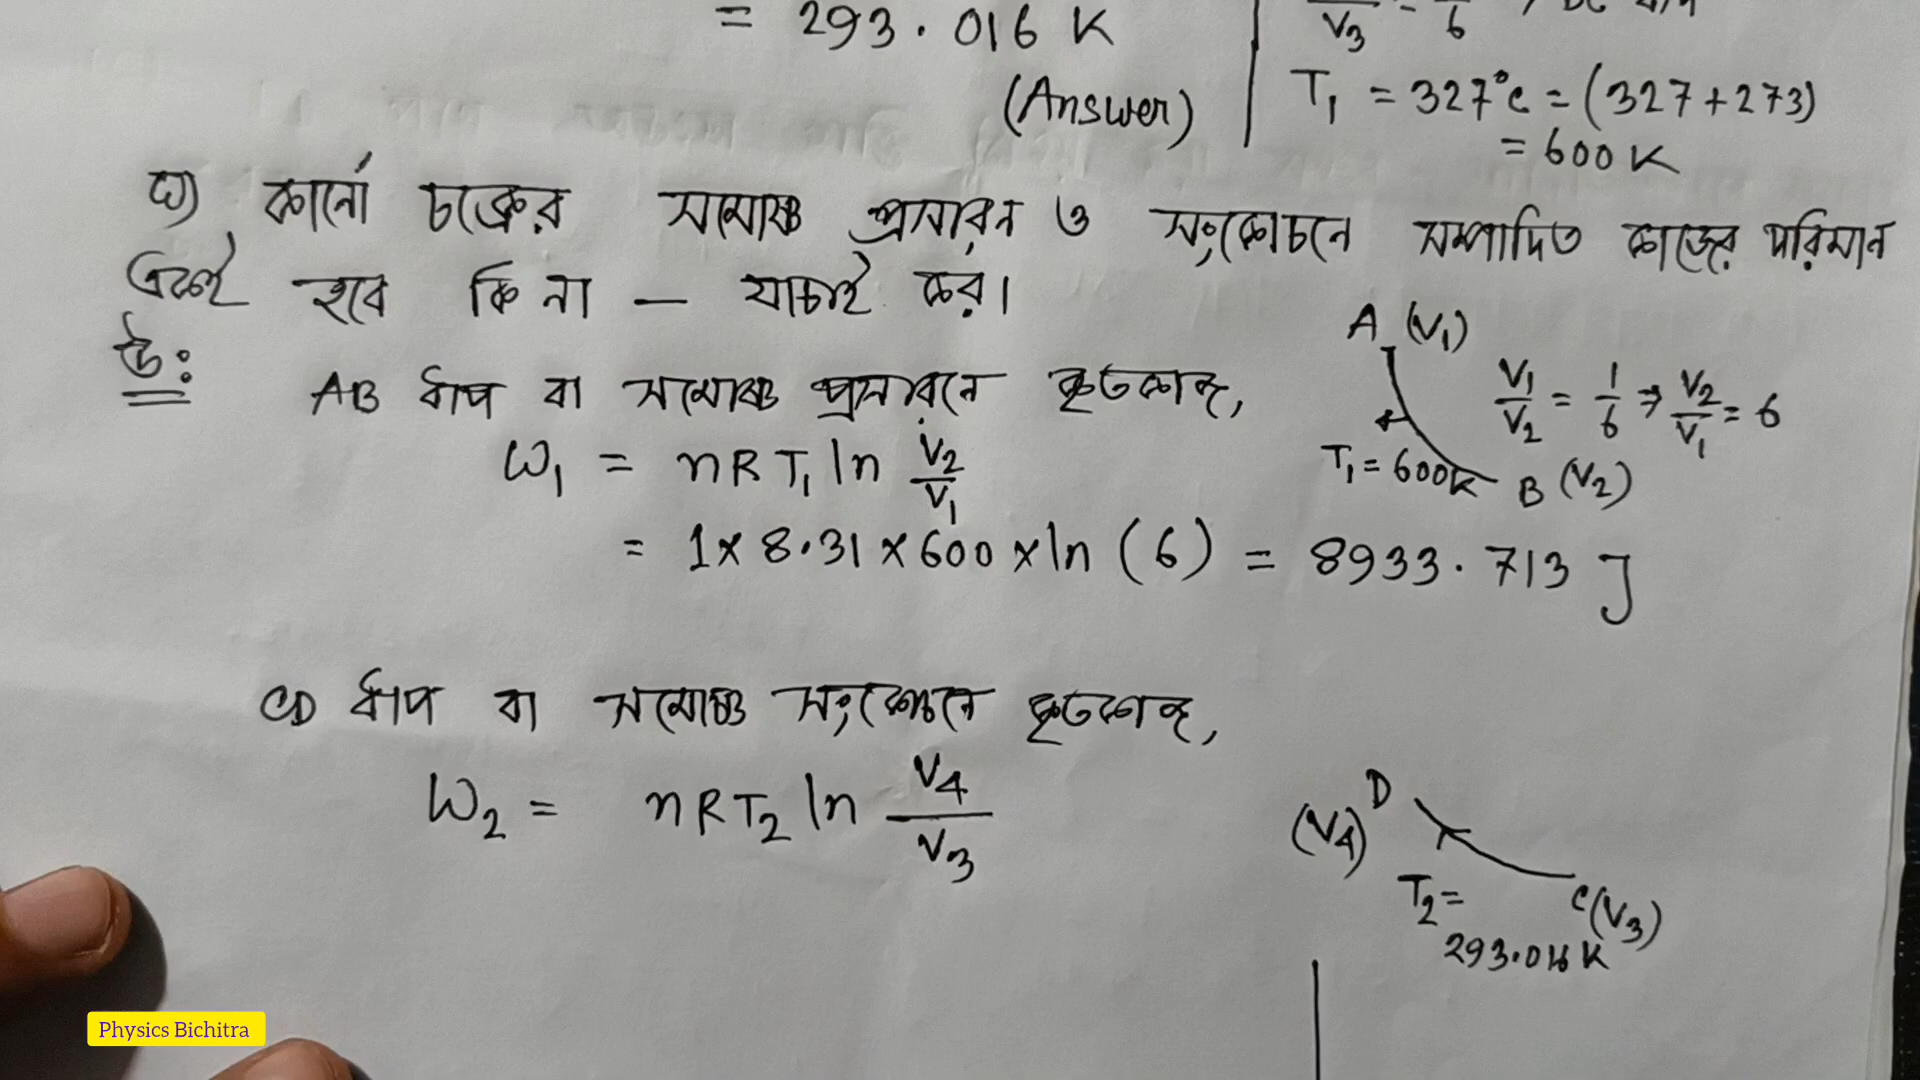 = 293.016 K
(Answer)
V3 = 6
T1 = 327°c = (327+273)
= 600 K
ঘ) কার্নো চক্রের সমোষ্ণ প্রসারন ও সংকোচনে সম্পাদিত কাজের পরিমান
একই হবে কি না — যাচাই কর।
উ:
AB ধাপ বা সমোষ্ণ প্রসারনে কৃতকাজ,
W1 = nRT1 ln V2/V1
= 1×8.31×600×ln(6) = 8933.713 J
A (V1)
V1/V2 = 1/6 ⇒ V2/V1 = 6
T1 = 600K
B (V2)
CD ধাপ বা সমোষ্ণ সংকোচনে কৃতকাজ,
W2 = nRT2 ln V4/V3
(V4) D
T2 =
293.016 K
C(V3)
Physics Bichitra